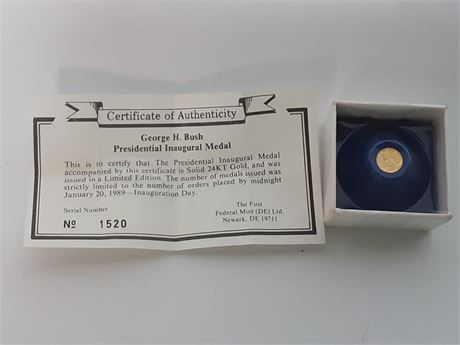 Certificate of Authenticity
George H. Bush
Presidential Inaugural Medal
This is to certify that The Presidential Inaugural Medal
accompanied by this certificate is Solid 24KT Gold, and was
issued in a Limited Edition. The number of medals issued was
strictly limited to the number of orders placed by midnight
January 20, 1989—Inauguration Day.
Serial Number
Nº 1520
The First
Federal Mint (DE) Ltd.
Newark, DE 19711